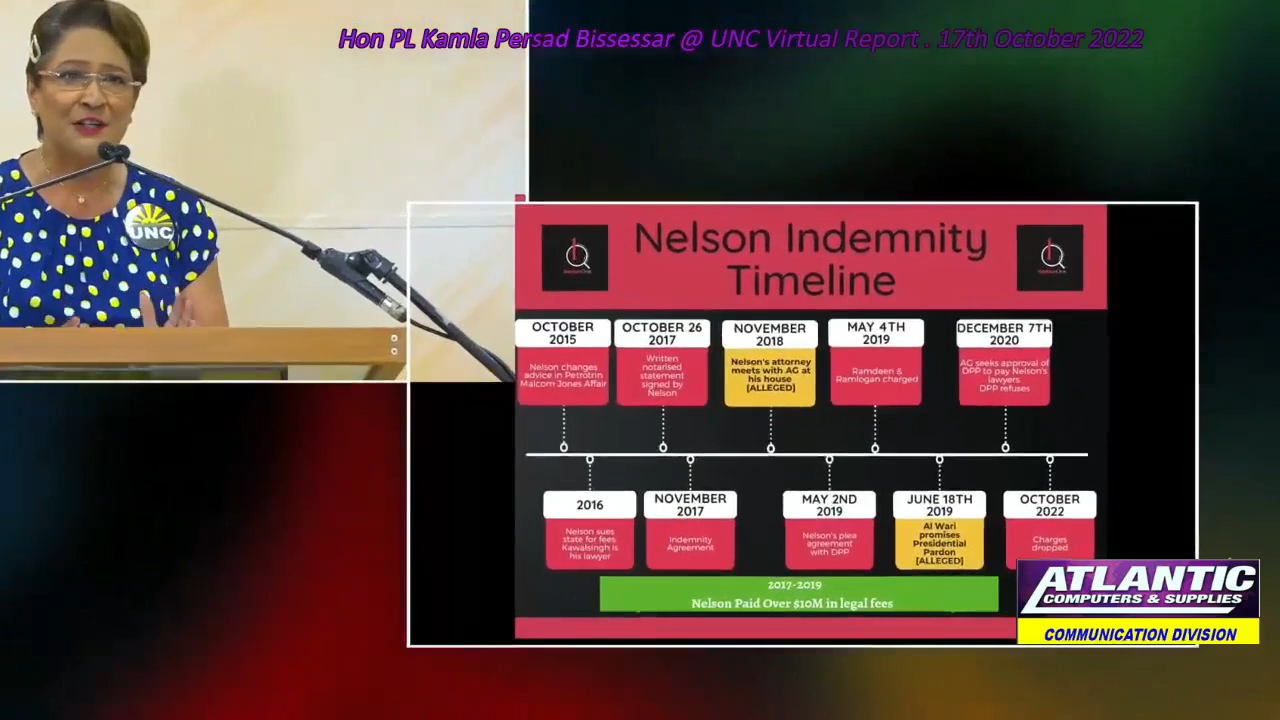 Hon PL Kamla Persad Bissessar @ UNC Virtual Report . 17th October 2022
UNC
Nelson Indemnity
Timeline
OCTOBER
2015
Nelson changes
advice in Petrotrin
Malcom Jones Affair
OCTOBER 26
2017
Written
notarised
statement
signed by
Nelson
NOVEMBER
2018
Nelson's attorney
meets with AG at
his house
[ALLEGED]
MAY 4TH
2019
Ramdeen &
Ramlogan charged
DECEMBER 7TH
2020
AG seeks approval of
DPP to pay Nelson's
lawyers.
DPP refuses
2016
Nelson sues
state for fees
Kawalsingh is
his lawyer
NOVEMBER
2017
Indemnity
Agreement
MAY 2ND
2019
Nelson's plea
agreement
with DPP
JUNE 18TH
2019
Al Wari
promises
Presidential
Pardon
[ALLEGED]
OCTOBER
2022
Charges
dropped
2017-2019
Nelson Paid Over $10M in legal fees
ATLANTIC
COMPUTERS & SUPPLIES
COMMUNICATION DIVISION